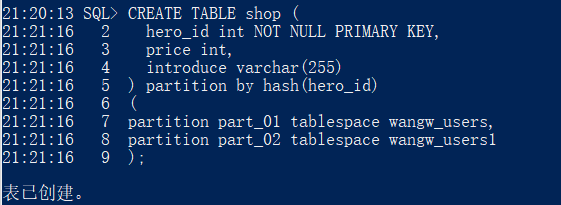 21:20:13 SQL> CREATE TABLE shop (
21:21:16   2    hero_id int NOT NULL PRIMARY KEY,
21:21:16   3    price int,
21:21:16   4    introduce varchar(255)
21:21:16   5  ) partition by hash(hero_id)
21:21:16   6  (
21:21:16   7  partition part_01 tablespace wangw_users,
21:21:16   8  partition part_02 tablespace wangw_users1
21:21:16   9  );
表已创建。